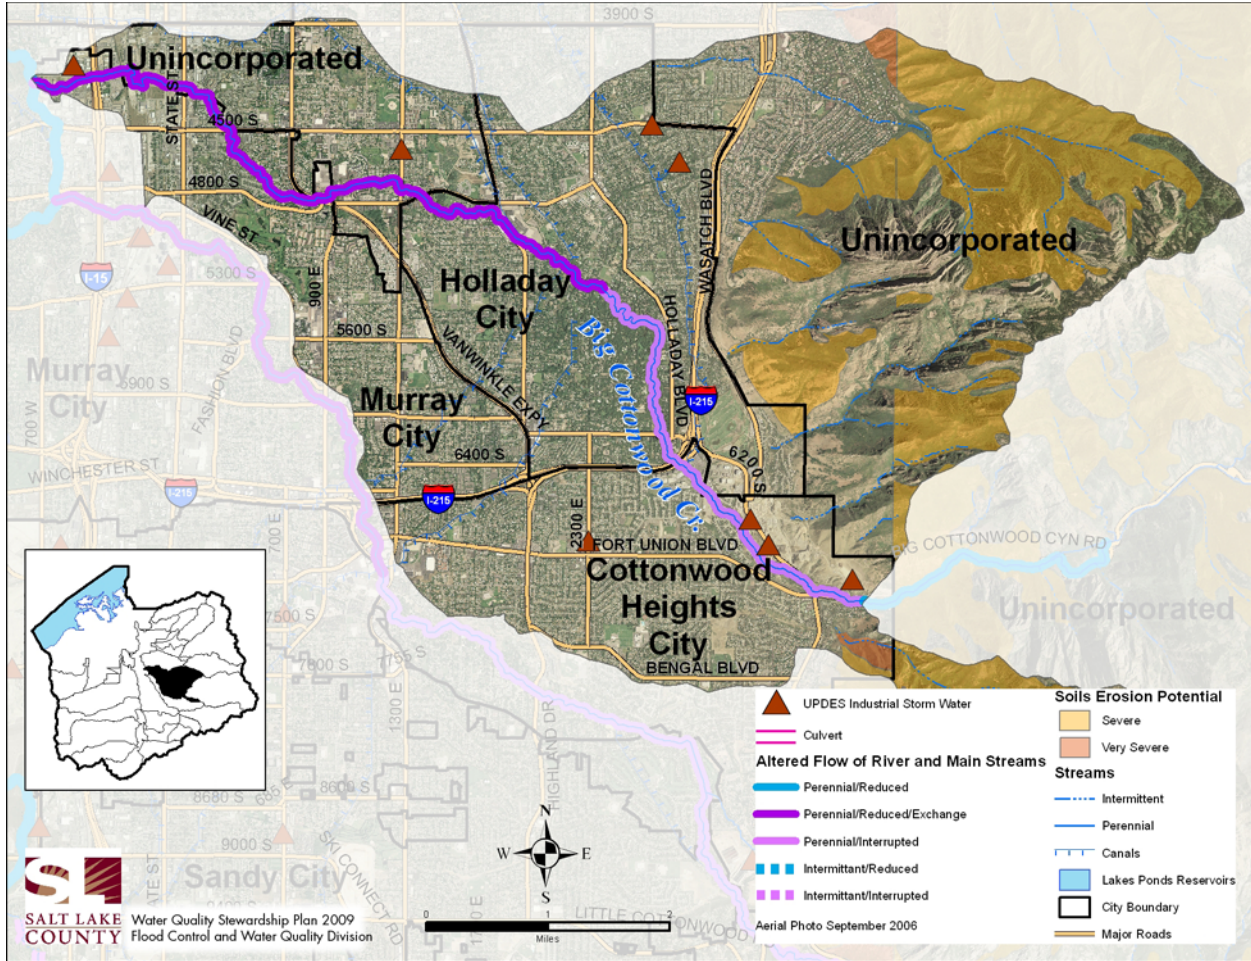 3900 S
Unincorporated
STATE ST
4500 S
4800 S
VINE ST
WASATCH BLVD
Unincorporated
I-15
5300 S
900 E
Holladay
City
HOLLADAY BLVD
5600 S
VANWINKLE EXPY
Big Cottonwood Cr.
Murray
City
5900 S
FASHION BLVD
700 W
Murray
City
I-215
6400 S
6200 S
WINCHESTER ST
I-215
I-215
2300 E
700 E
FORT UNION BLVD
Cottonwood
Heights
City
BIG COTTONWOOD CYN RD
Unincorporated
7500 S
7800 S
7755 S
BENGAL BLVD
1300 E
HIGHLAND DR
8680 S
685 E
8600 S
9000 S
STATE ST
Sandy City
SKI CONNECT RD
LITTLE COTTONWOOD
N
W E
S
0 1 2
Miles
UPDES Industrial Storm Water
Culvert
Altered Flow of River and Main Streams
Perennial/Reduced
Perennial/Reduced/Exchange
Perennial/Interrupted
Intermittant/Reduced
Intermittant/Interrupted
Aerial Photo September 2006
Soils Erosion Potential
Severe
Very Severe
Streams
Intermittent
Perennial
Canals
Lakes Ponds Reservoirs
City Boundary
Major Roads
SL
SALT LAKE
COUNTY
Water Quality Stewardship Plan 2009
Flood Control and Water Quality Division